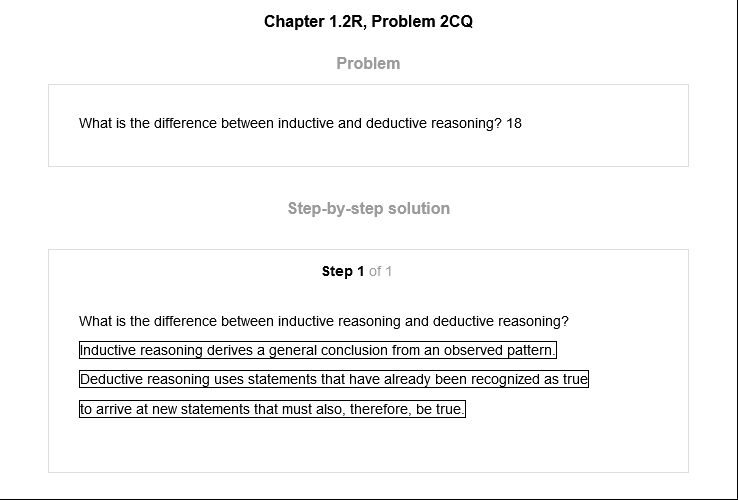 Chapter 1.2R, Problem 2CQ
Problem
What is the difference between inductive and deductive reasoning? 18
Step-by-step solution
Step 1 of 1
What is the difference between inductive reasoning and deductive reasoning?
Inductive reasoning derives a general conclusion from an observed pattern.
Deductive reasoning uses statements that have already been recognized as true
to arrive at new statements that must also, therefore, be true.